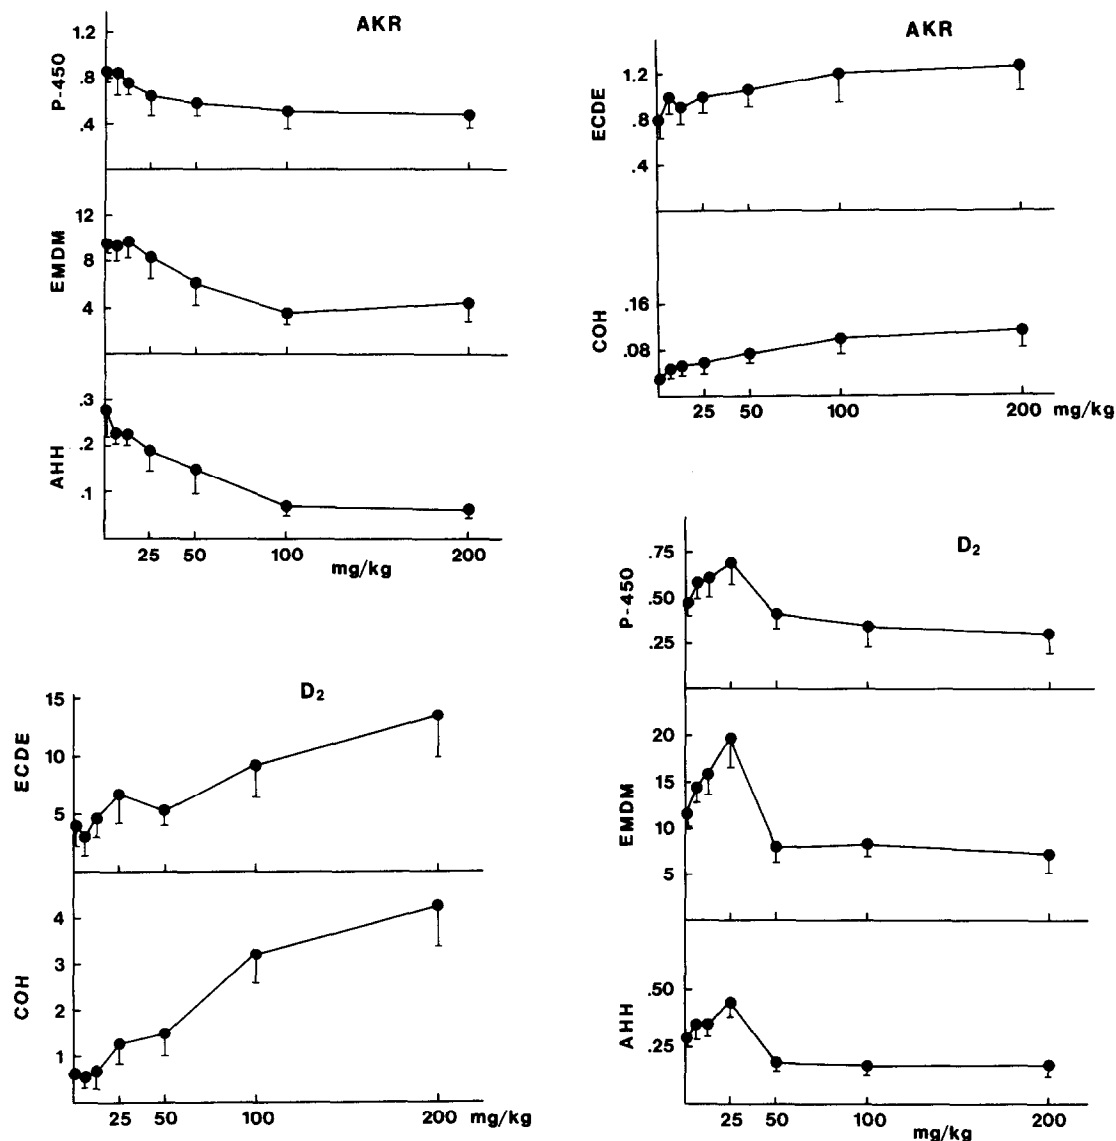 AKR
P-450
1.2
.8
.4
EMDM
12
8
4
AHH
.3
.2
.1
25 50 100 200
mg/kg
AKR
ECDE
1.2
.8
.4
COH
.16
.08
25 50 100 200 mg/kg
D2
ECDE
15
10
5
COH
4
3
2
1
25 50 100 200 mg/kg
D2
P-450
.75
.50
.25
EMDM
20
15
10
5
AHH
.50
.25
25 50 100 200
mg/kg